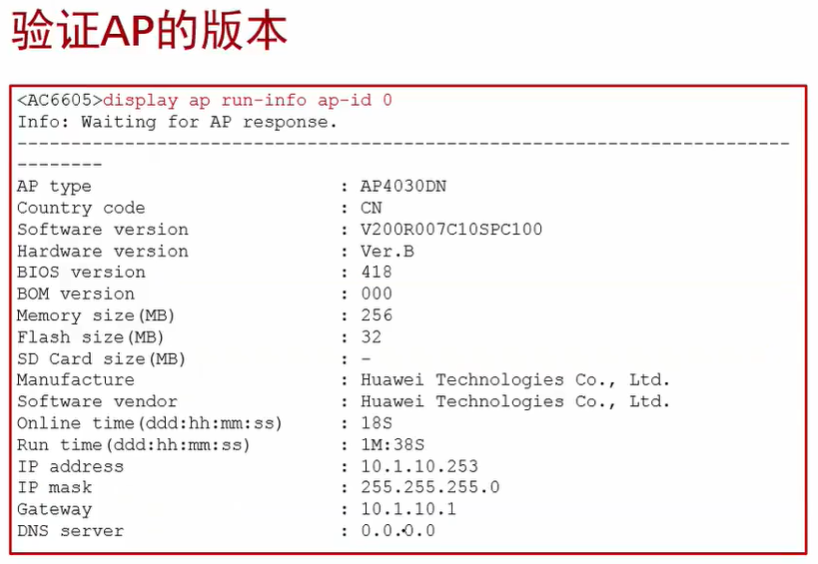 验证AP的版本
<AC6605>display ap run-info ap-id 0
Info: Waiting for AP response.
------------------------------------------------------------------------
--------
AP type : AP4030DN
Country code : CN
Software version : V200R007C10SPC100
Hardware version : Ver.B
BIOS version : 418
BOM version : 000
Memory size(MB) : 256
Flash size(MB) : 32
SD Card size(MB) : -
Manufacture : Huawei Technologies Co., Ltd.
Software vendor : Huawei Technologies Co., Ltd.
Online time(ddd:hh:mm:ss) : 18S
Run time(ddd:hh:mm:ss) : 1M:38S
IP address : 10.1.10.253
IP mask : 255.255.255.0
Gateway : 10.1.10.1
DNS server : 0.0.0.0